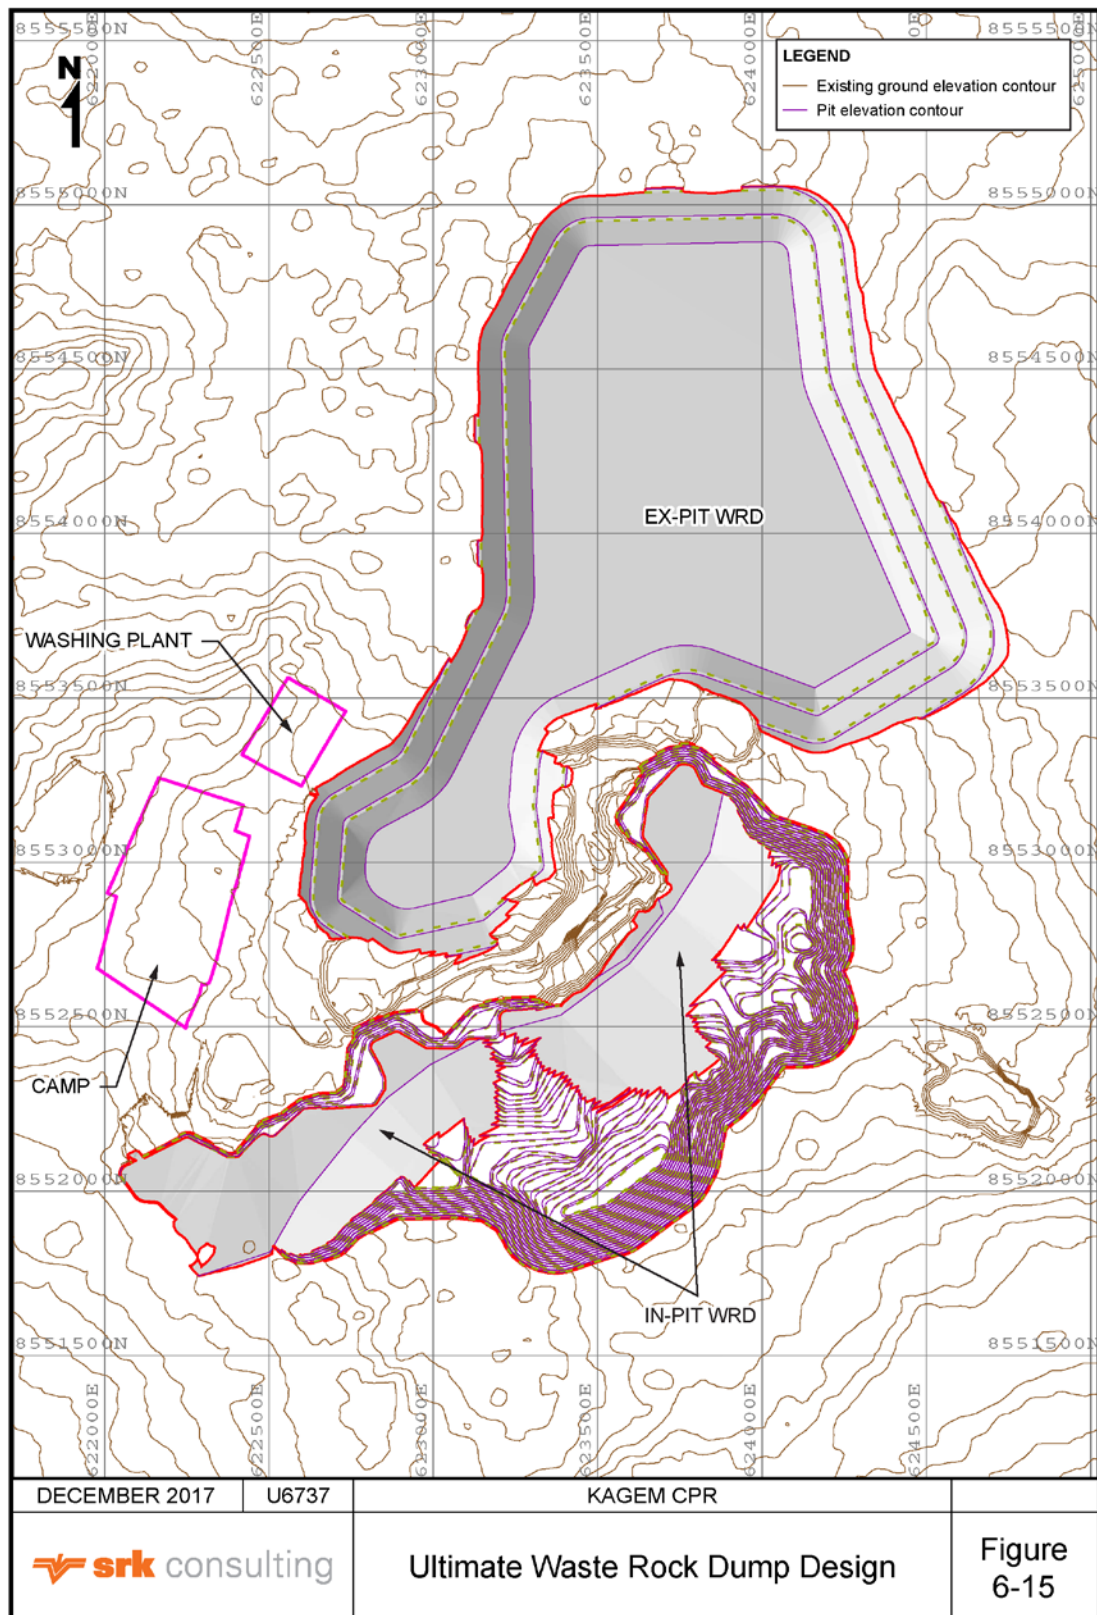 8555500N
8555500N
622000E
622500E
623000E
623500E
624000E
0E
625000E
N
LEGEND
Existing ground elevation contour
Pit elevation contour
8555000N
8555000N
8554500N
8554500N
EX-PIT WRD
8554000N
8554000N
WASHING PLANT
8553500N
8553500N
8553000N
8553000N
8552500N
8552500N
CAMP
8552000N
8552000N
IN-PIT WRD
8551500N
8551500N
622000E
622500E
623000E
623500E
624000E
624500E
DECEMBER 2017
U6737
KAGEM CPR
srk consulting
Ultimate Waste Rock Dump Design
Figure
6-15